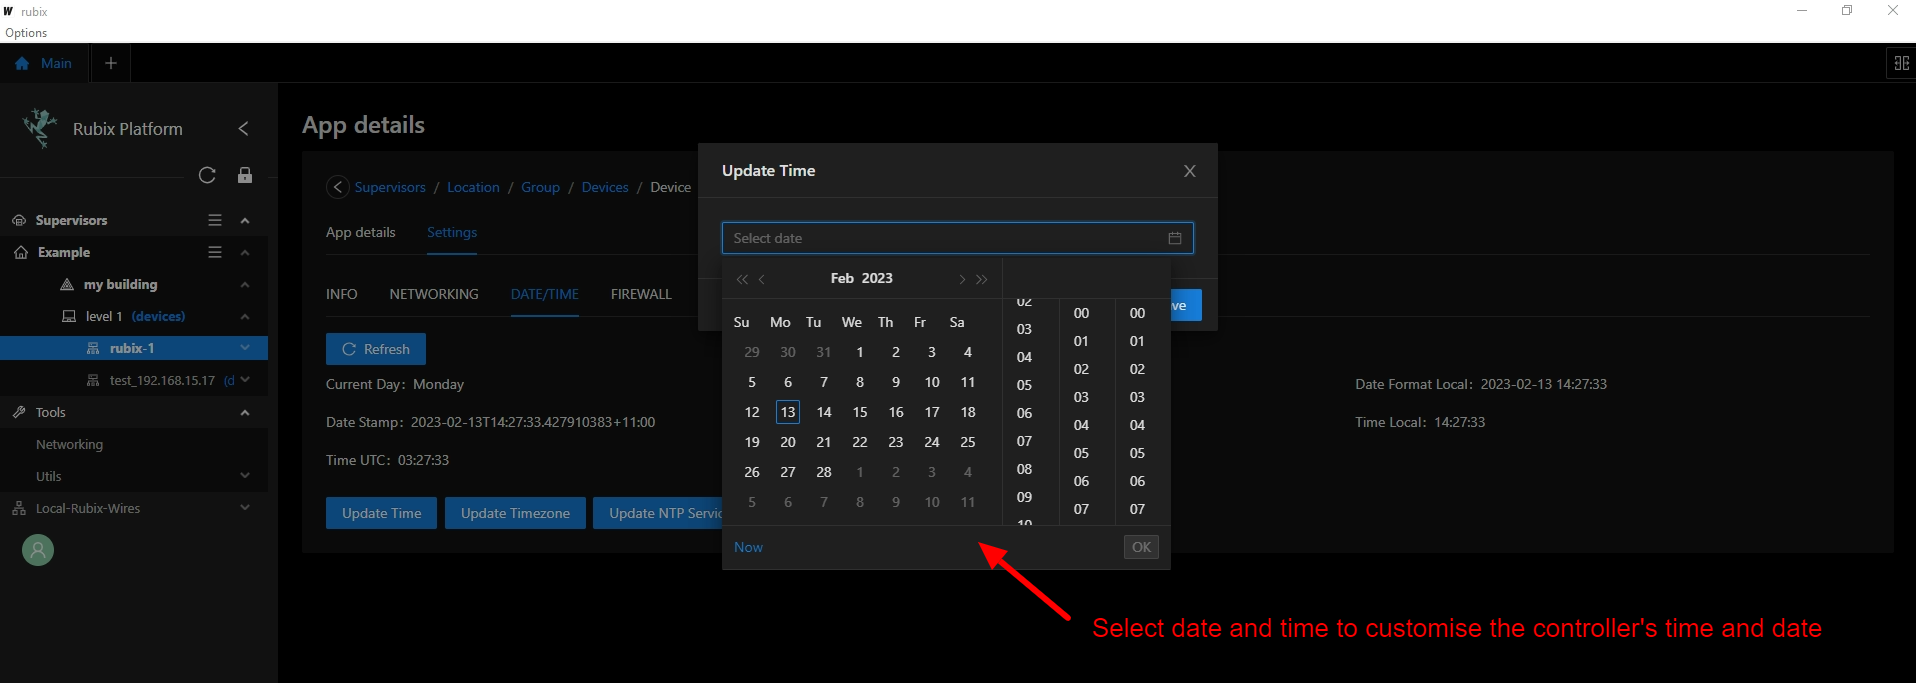 W rubix
Options
Main +
Rubix Platform
Supervisors
Example
my building
level 1 (devices)
rubix-1
test_192.168.15.17 (d
Tools
Networking
Utils
Local-Rubix-Wires
App details
Supervisors / Location / Group / Devices / Device
App details Settings
INFO NETWORKING DATE/TIME FIREWALL
Refresh
Current Day: Monday
Date Stamp: 2023-02-13T14:27:33.427910383+11:00
Time UTC: 03:27:33
Date Format Local: 2023-02-13 14:27:33
Time Local: 14:27:33
Update Time Update Timezone Update NTP Servic
Update Time X
Select date
ve
Feb 2023
Su Mo Tu We Th Fr Sa
29 30 31 1 2 3 4
5 6 7 8 9 10 11
12 13 14 15 16 17 18
19 20 21 22 23 24 25
26 27 28 1 2 3 4
5 6 7 8 9 10 11
02
03
04
05
06
07
08
09
10
00
01
02
03
04
05
06
07
00
01
02
03
04
05
06
07
Now OK
Select date and time to customise the controller's time and date